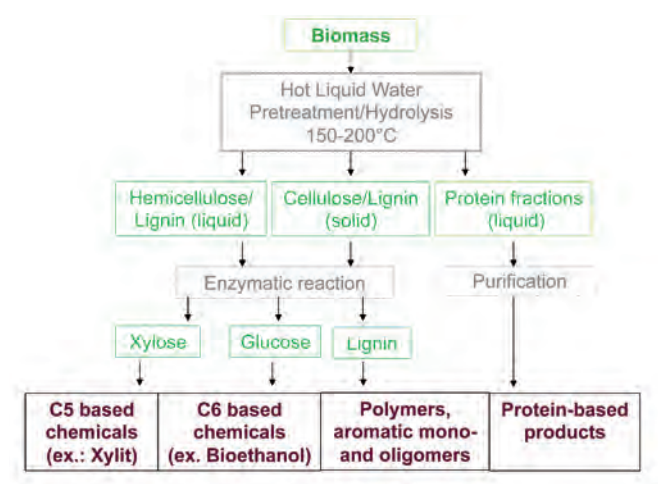 Biomass
Hot Liquid Water
Pretreatment/Hydrolysis
150-200°C
Hemicellulose/
Lignin (liquid)
Cellulose/Lignin
(solid)
Protein fractions
(liquid)
Enzymatic reaction
Purification
Xylose
Glucose
Lignin
C5 based
chemicals
(ex.: Xylit)
C6 based
chemicals
(ex. Bioethanol)
Polymers,
aromatic mono-
and oligomers
Protein-based
products